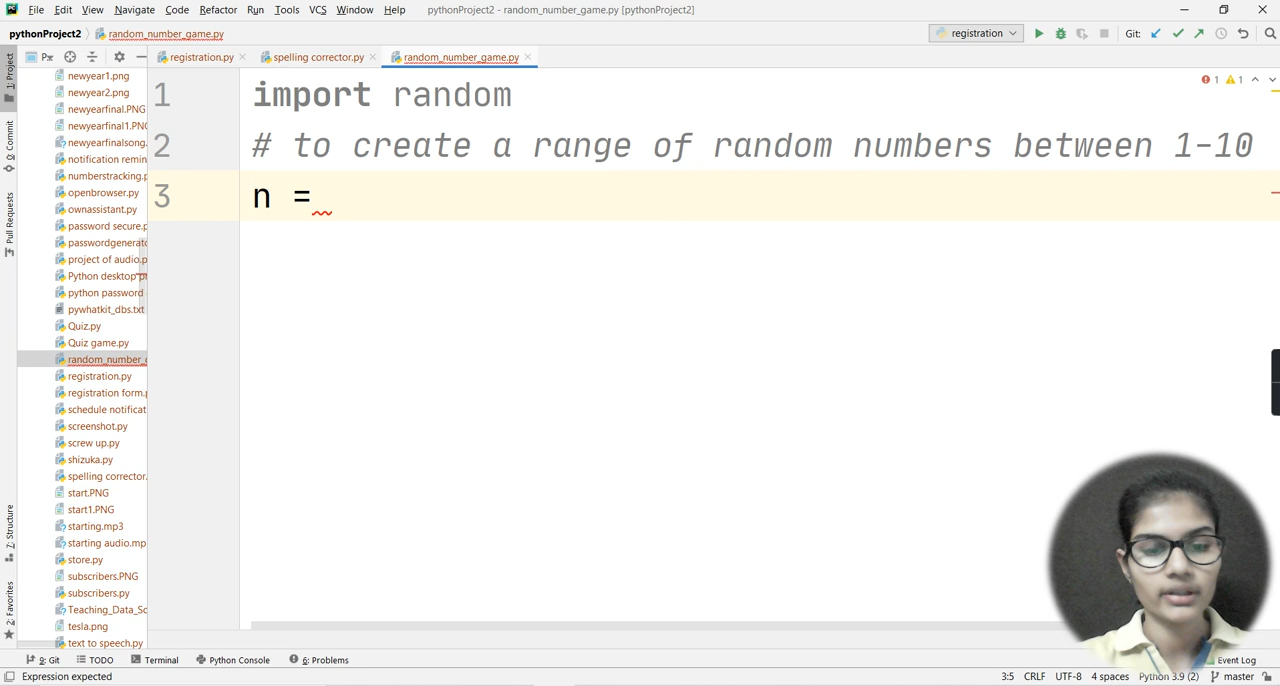 File Edit View Navigate Code Refactor Run Tools VCS Window Help pythonProject2 - random_number_game.py [pythonProject2]
pythonProject2 random_number_game.py registration Git:
registration.py spelling corrector.py random_number_game.py
1: Project
Commit
Pull Requests
Z: Structure
2: Favorites
newyear1.png
newyear2.png
newyearfinal.PNG
newyearfinal1.PNG
newyearfinalsong.
notification remin
numberstracking.p
openbrowser.py
ownassistant.py
password secure.p
passwordgenerato
project of audio.p
Python desktop pr
python password
pywhatkit_dbs.txt
Quiz.py
Quiz game.py
random_number_g
registration.py
registration form.p
schedule notificat
screenshot.py
screw up.py
shizuka.py
spelling corrector.
start.PNG
start1.PNG
starting.mp3
starting audio.mp
store.py
subscribers.PNG
subscribers.py
Teaching_Data_Sc
tesla.png
text to speech.py
1 import random
2 # to create a range of random numbers between 1-10
3 n =
1 1
9: Git TODO Terminal Python Console 6: Problems Event Log
Expression expected 3:5 CRLF UTF-8 4 spaces Python 3.9 (2) master